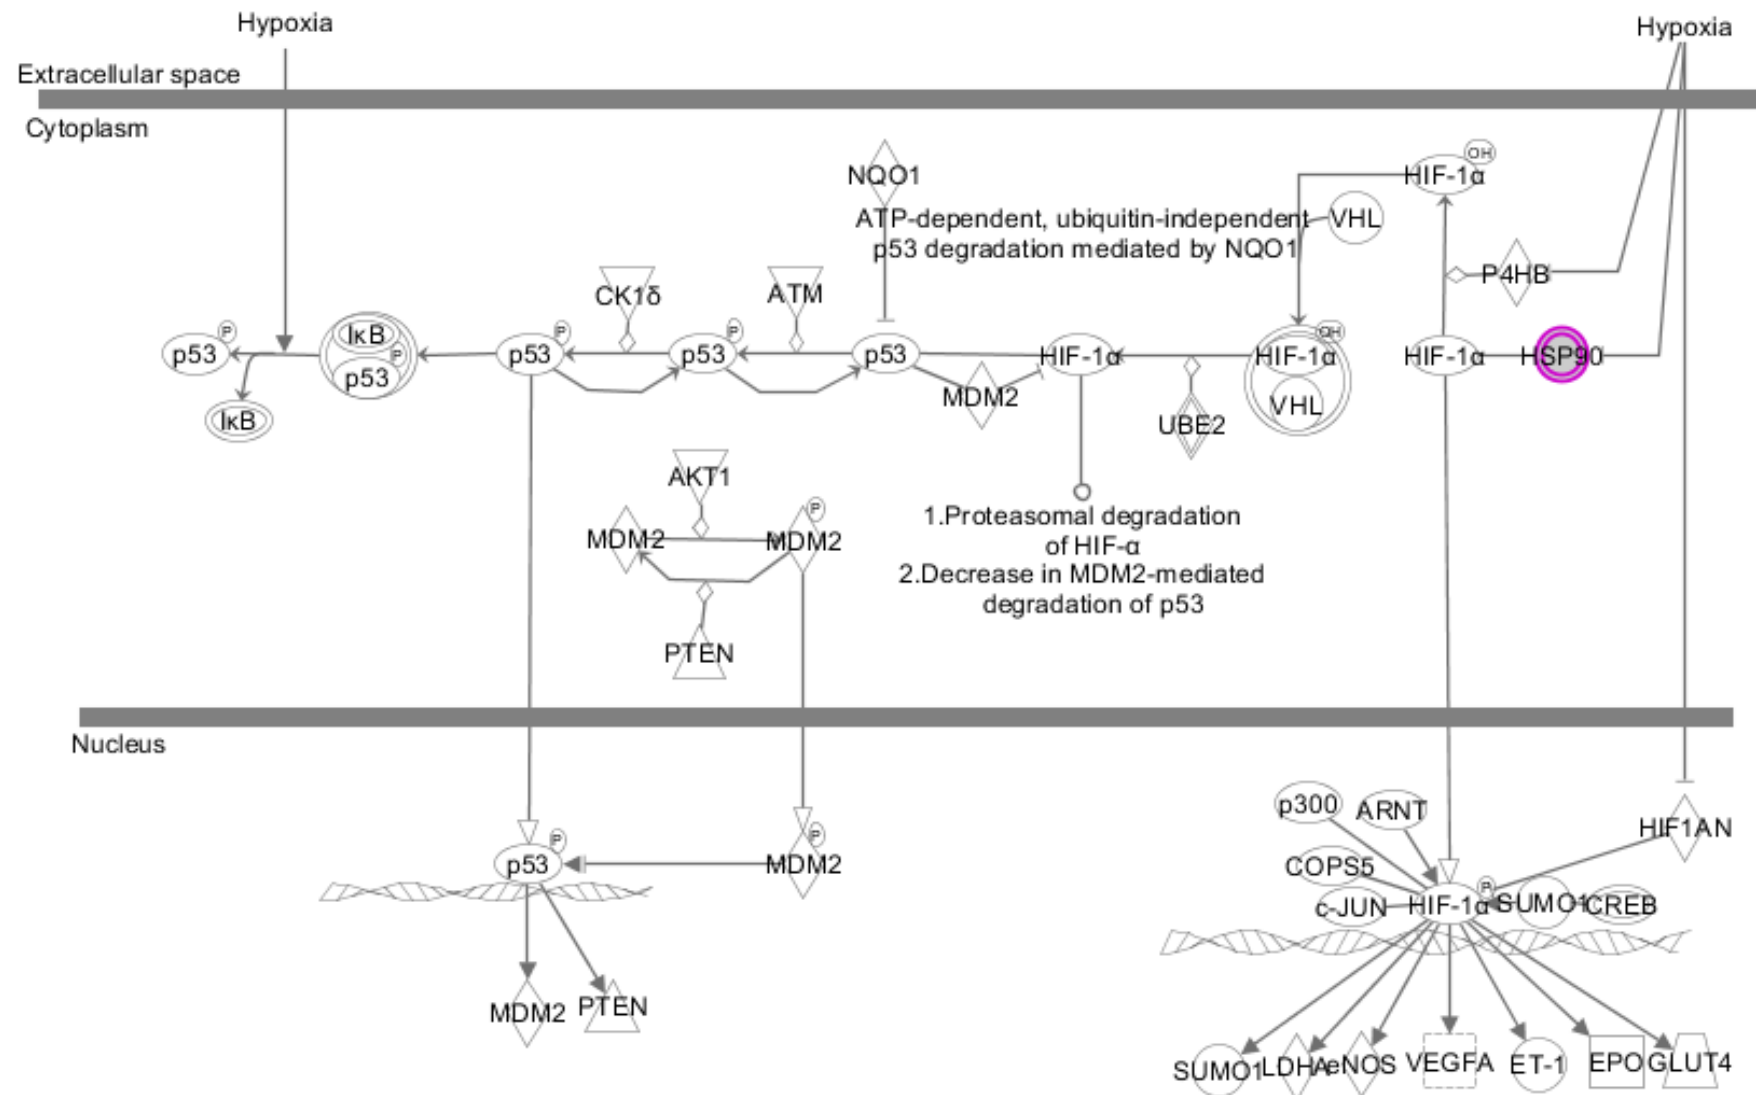 Hypoxia
Hypoxia
Extracellular space
Cytoplasm
NQO1
OH
HIF-1α
ATP-dependent, ubiquitin-independent
p53 degradation mediated by NQO1
VHL
P4HB
CK1δ
ATM
p53
P
IκB
P
p53
p53
P
p53
P
p53
HIF-1α
OH
HIF-1α
VHL
HIF-1α
HSP90
IκB
MDM2
UBE2
AKT1
MDM2
P
MDM2
PTEN
1.Proteasomal degradation
of HIF-α
2.Decrease in MDM2-mediated
degradation of p53
Nucleus
p53
P
MDM2
P
p300
ARNT
HIF1AN
COPS5
c-JUN
HIF-1α
P
SUMO1
CREB
MDM2
PTEN
SUMO1
LDHA
eNOS
VEGFA
ET-1
EPO
GLUT4